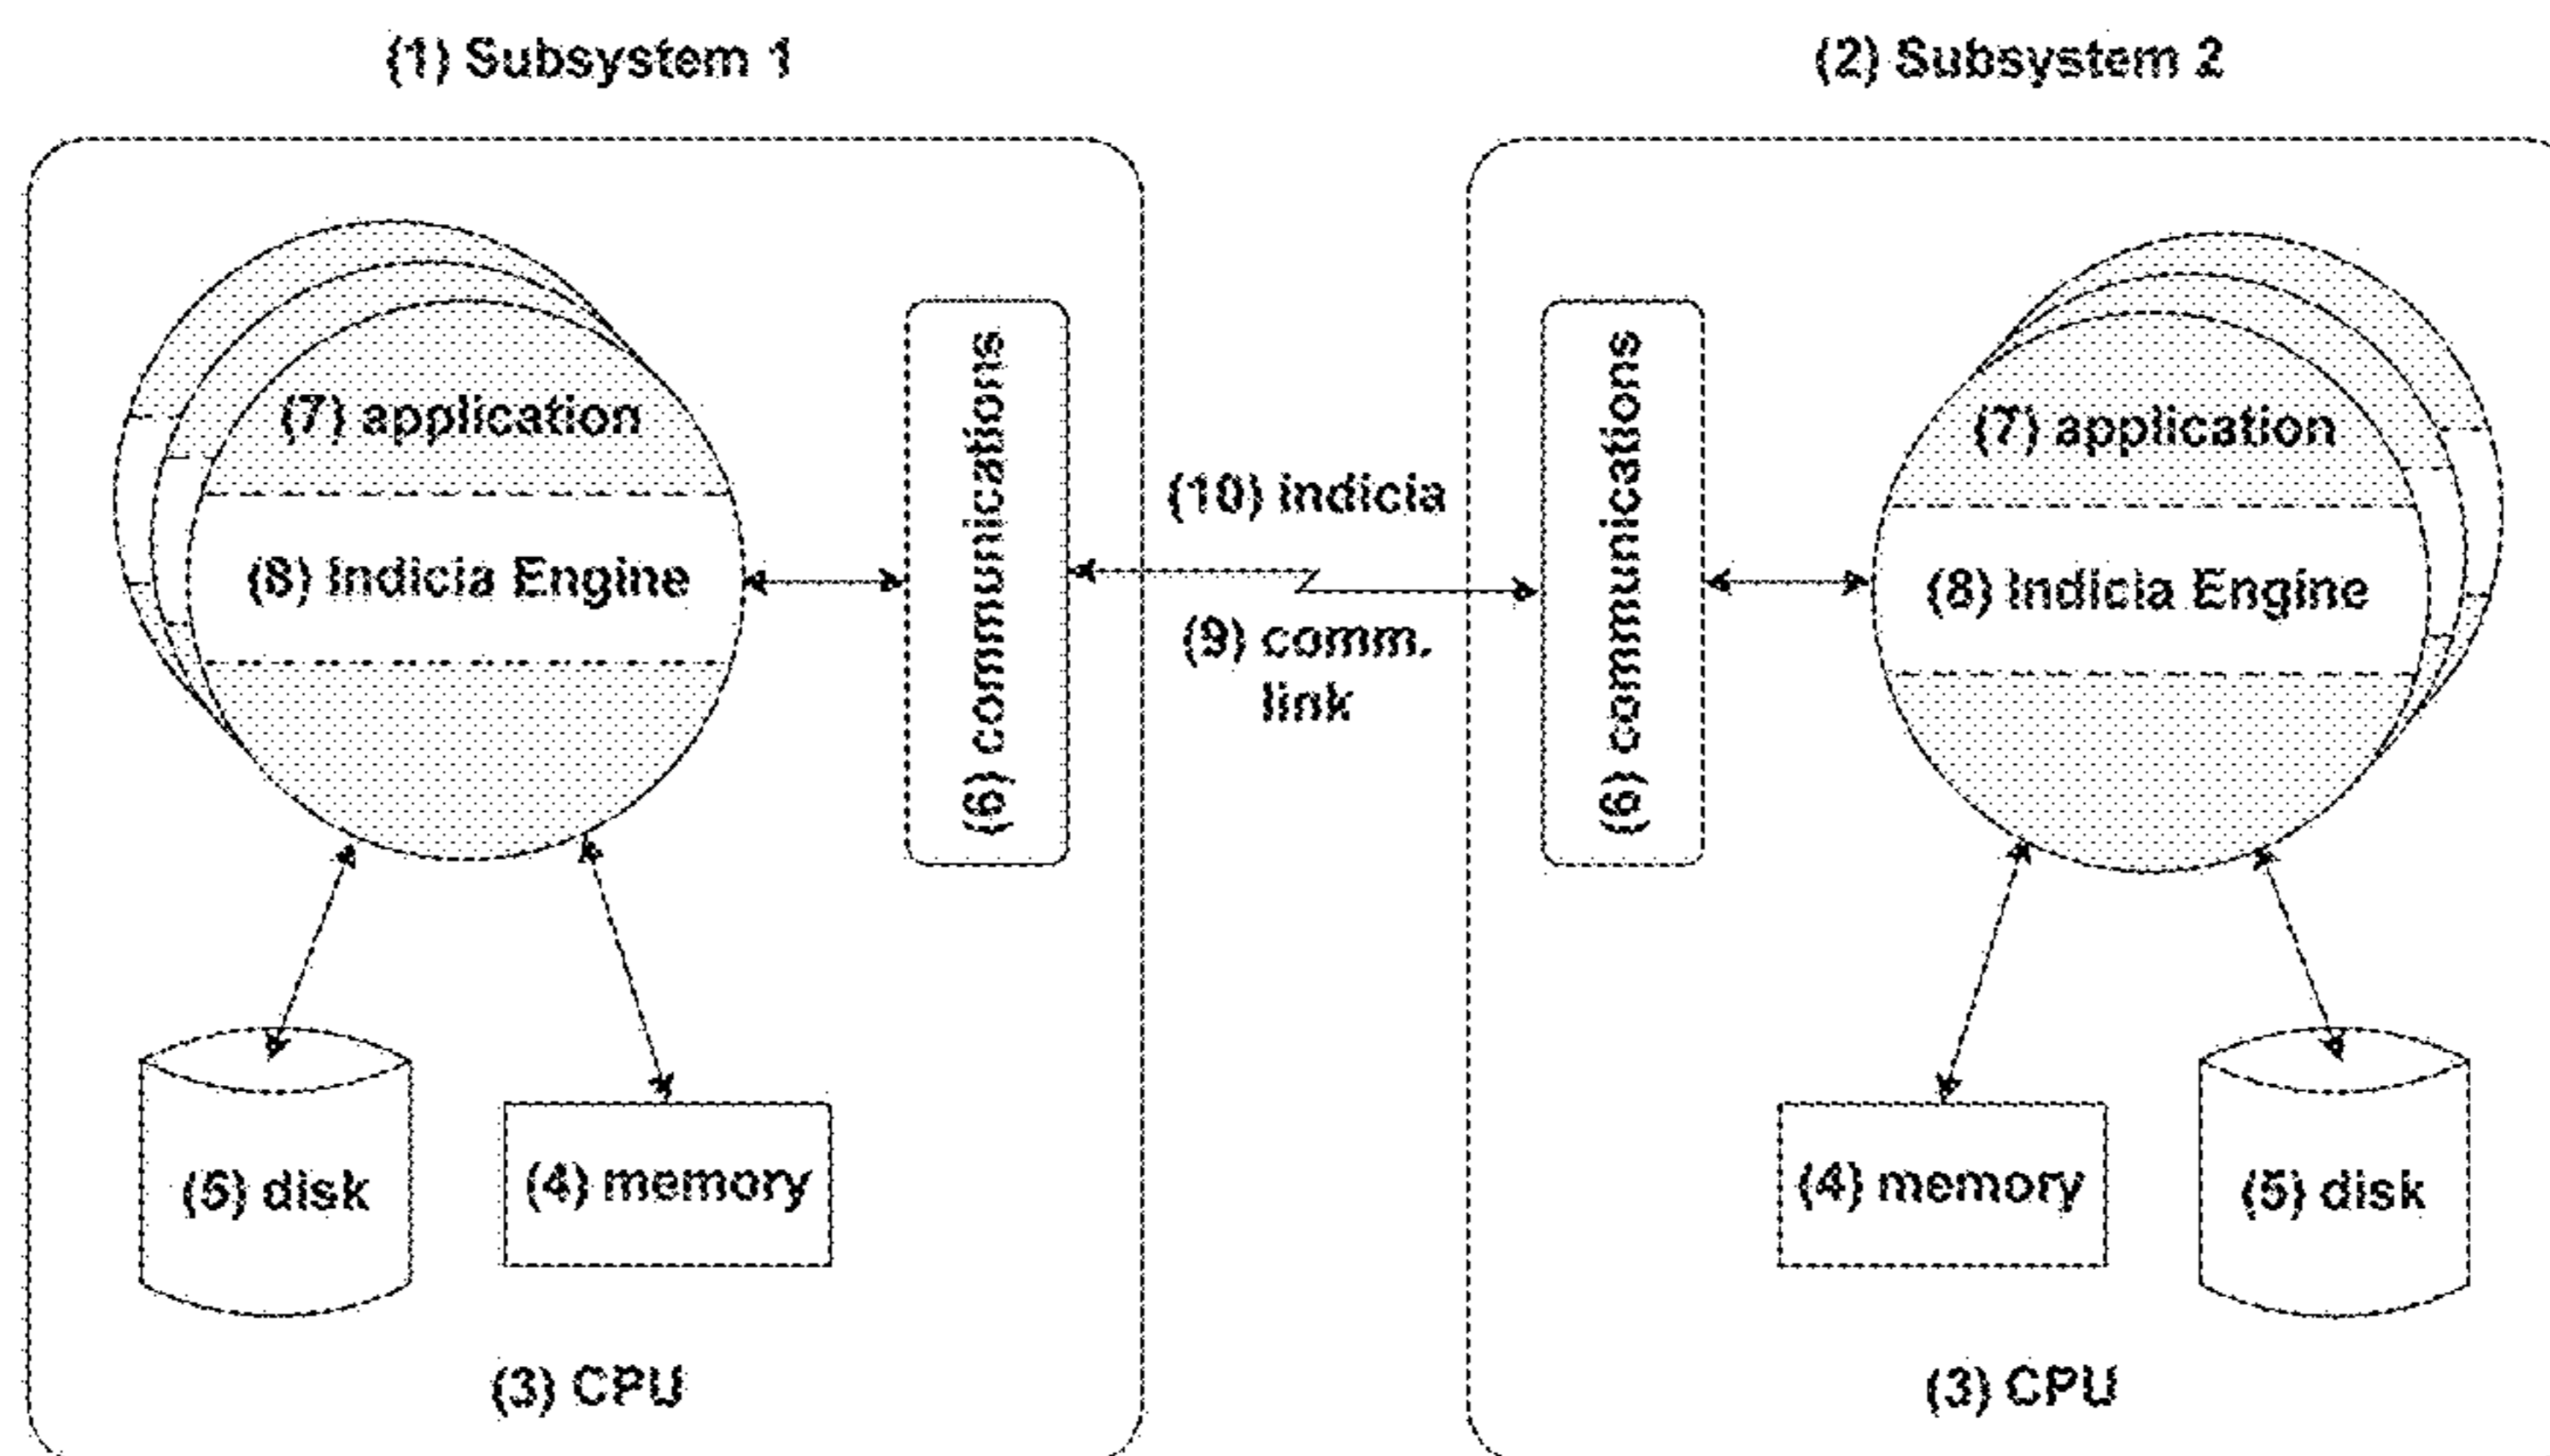 (1) Subsystem 1
(2) Subsystem 2
(7) application
(8) Indicia Engine
(6) communications
(10) indicia
(9) comm.
link
(6) communications
(7) application
(8) Indicia Engine
(5) disk
(4) memory
(4) memory
(5) disk
(3) CPU
(3) CPU